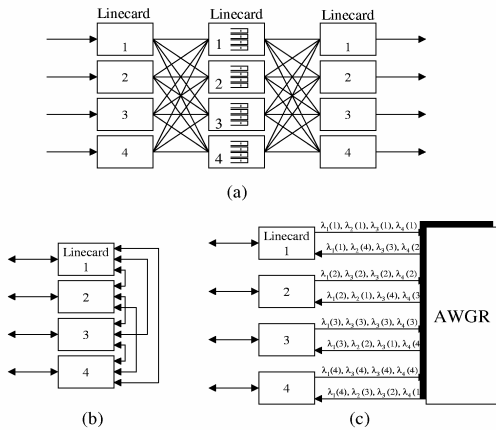 Linecard Linecard Linecard
1 1 1
2 2 2
3 3 3
4 4 4
(a)
Linecard
1
2
3
4
(b)
Linecard
1
2
3
4
λ₁(1), λ₂ (1), λ₃ (1), λ₄ (1)
λ₁(1), λ₂ (4), λ₃ (3), λ₄ (2
λ₁(2), λ₂ (2), λ₃ (2), λ₄ (2)
λ₁(2), λ₂ (1), λ₃ (4), λ₄ (3
λ₁(3), λ₂ (3), λ₃ (3), λ₄ (3)
λ₁(3), λ₂ (2), λ₃ (1), λ₄ (4
λ₁(4), λ₂ (4), λ₃ (4), λ₄ (4)
λ₁(4), λ₂ (3), λ₃ (2), λ₄ (1
AWGR
(c)